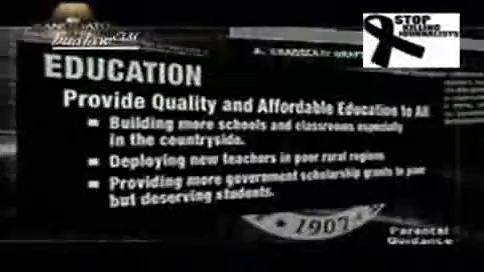 STOP
KILLING
JOURNALISTS
EDUCATION
Provide Quality and Affordable Education to All
Building more schools and classrooms especially
in the countryside.
Deploying new teachers in poor rural regions
Providing more government scholarship grants to poor
but deserving students.
1907
Parental
Guidance